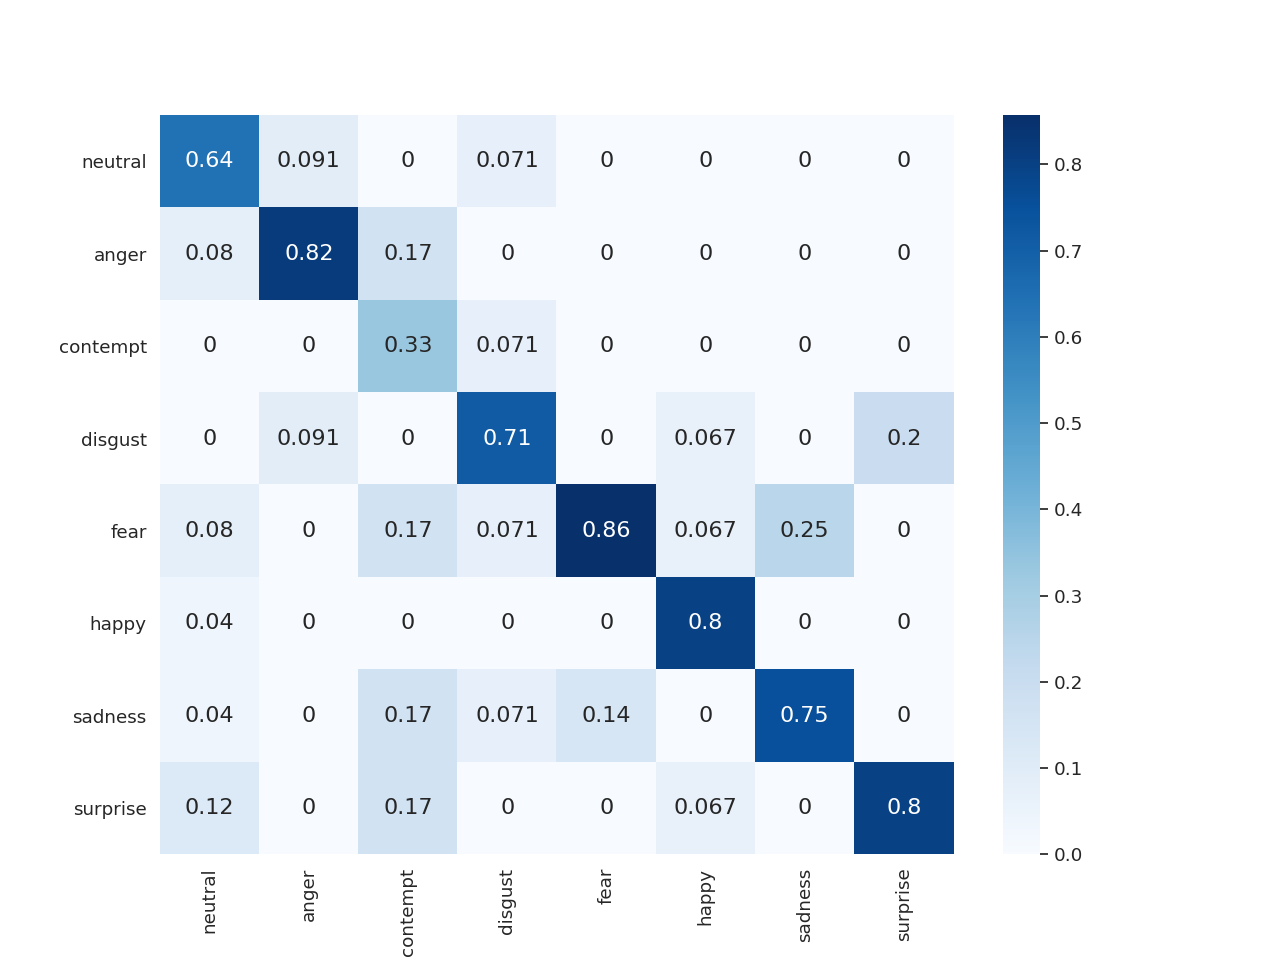 neutral 0.64 0.091 0 0.071 0 0 0 0
anger 0.08 0.82 0.17 0 0 0 0 0
contempt 0 0 0.33 0.071 0 0 0 0
disgust 0 0.091 0 0.71 0 0.067 0 0.2
fear 0.08 0 0.17 0.071 0.86 0.067 0.25 0
happy 0.04 0 0 0 0 0.8 0 0
sadness 0.04 0 0.17 0.071 0.14 0 0.75 0
surprise 0.12 0 0.17 0 0 0.067 0 0.8
neutral anger contempt disgust fear happy sadness surprise
0.8
0.7
0.6
0.5
0.4
0.3
0.2
0.1
0.0